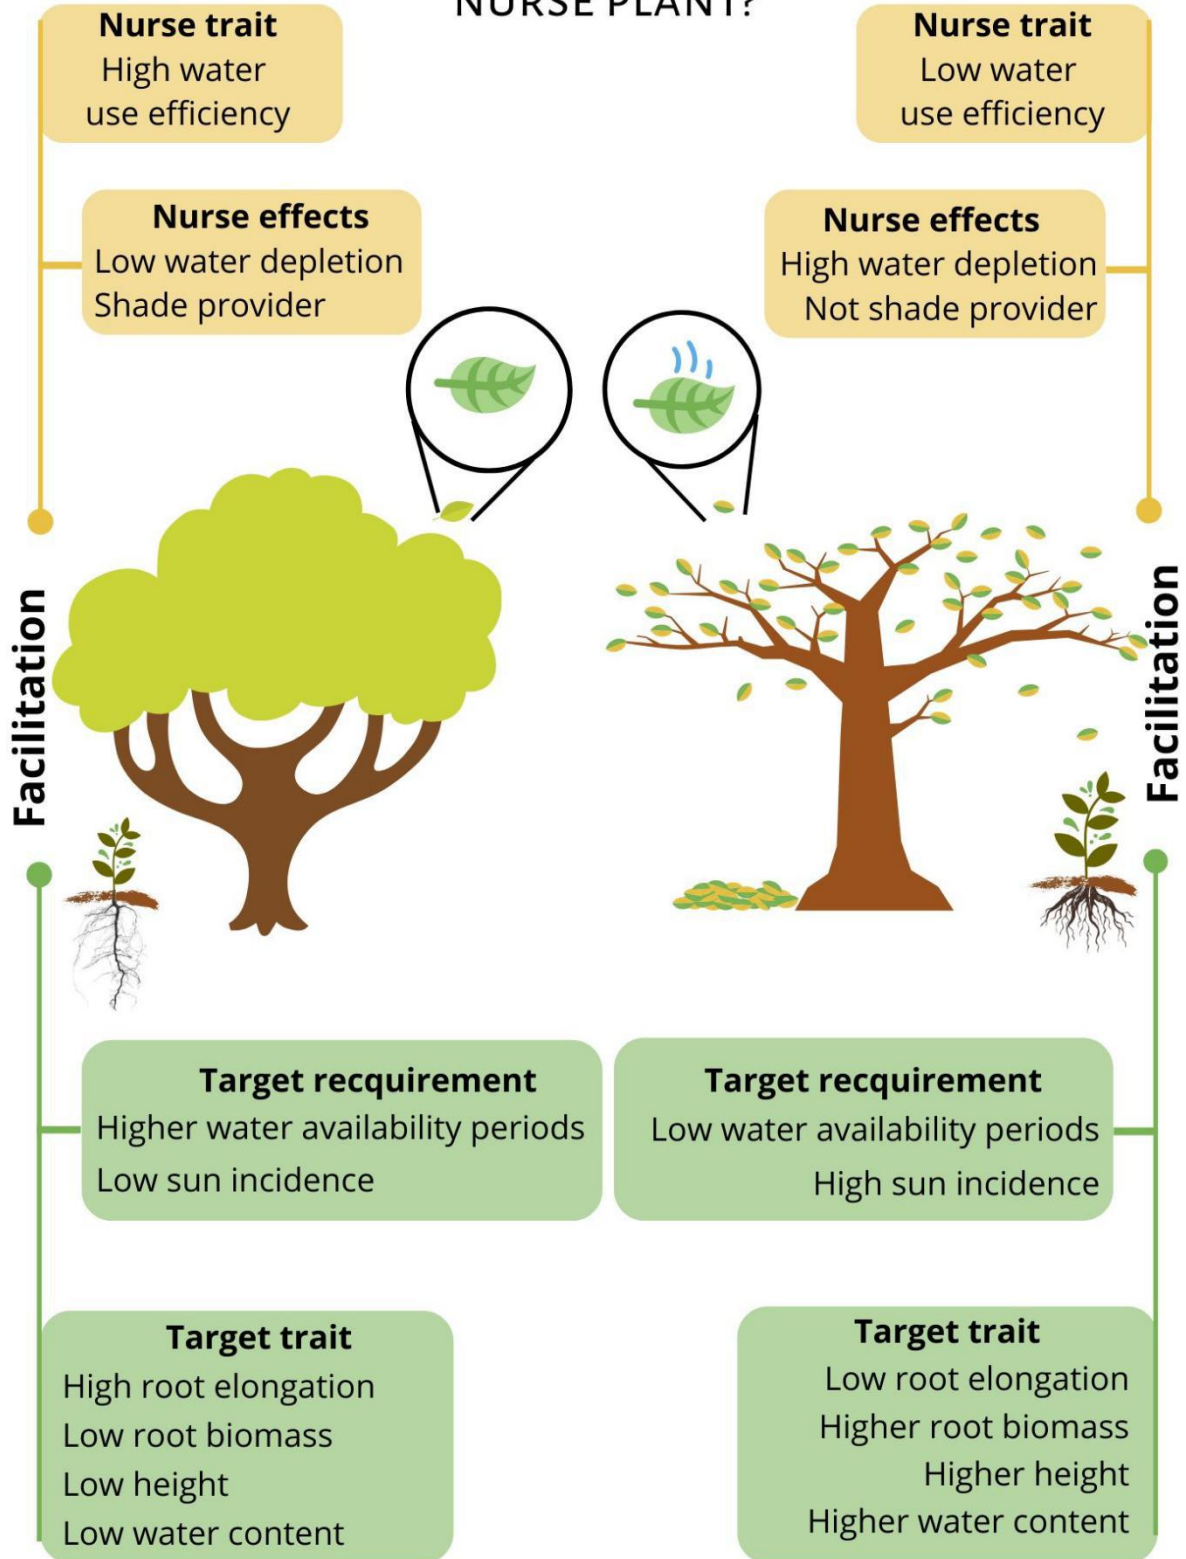 NURSE PLANT?
Nurse trait
High water
use efficiency
Nurse trait
Low water
use efficiency
Nurse effects
Low water depletion
Shade provider
Nurse effects
High water depletion
Not shade provider
Facilitation
Facilitation
Target recquirement
Higher water availability periods
Low sun incidence
Target recquirement
Low water availability periods
High sun incidence
Target trait
High root elongation
Low root biomass
Low height
Low water content
Target trait
Low root elongation
Higher root biomass
Higher height
Higher water content